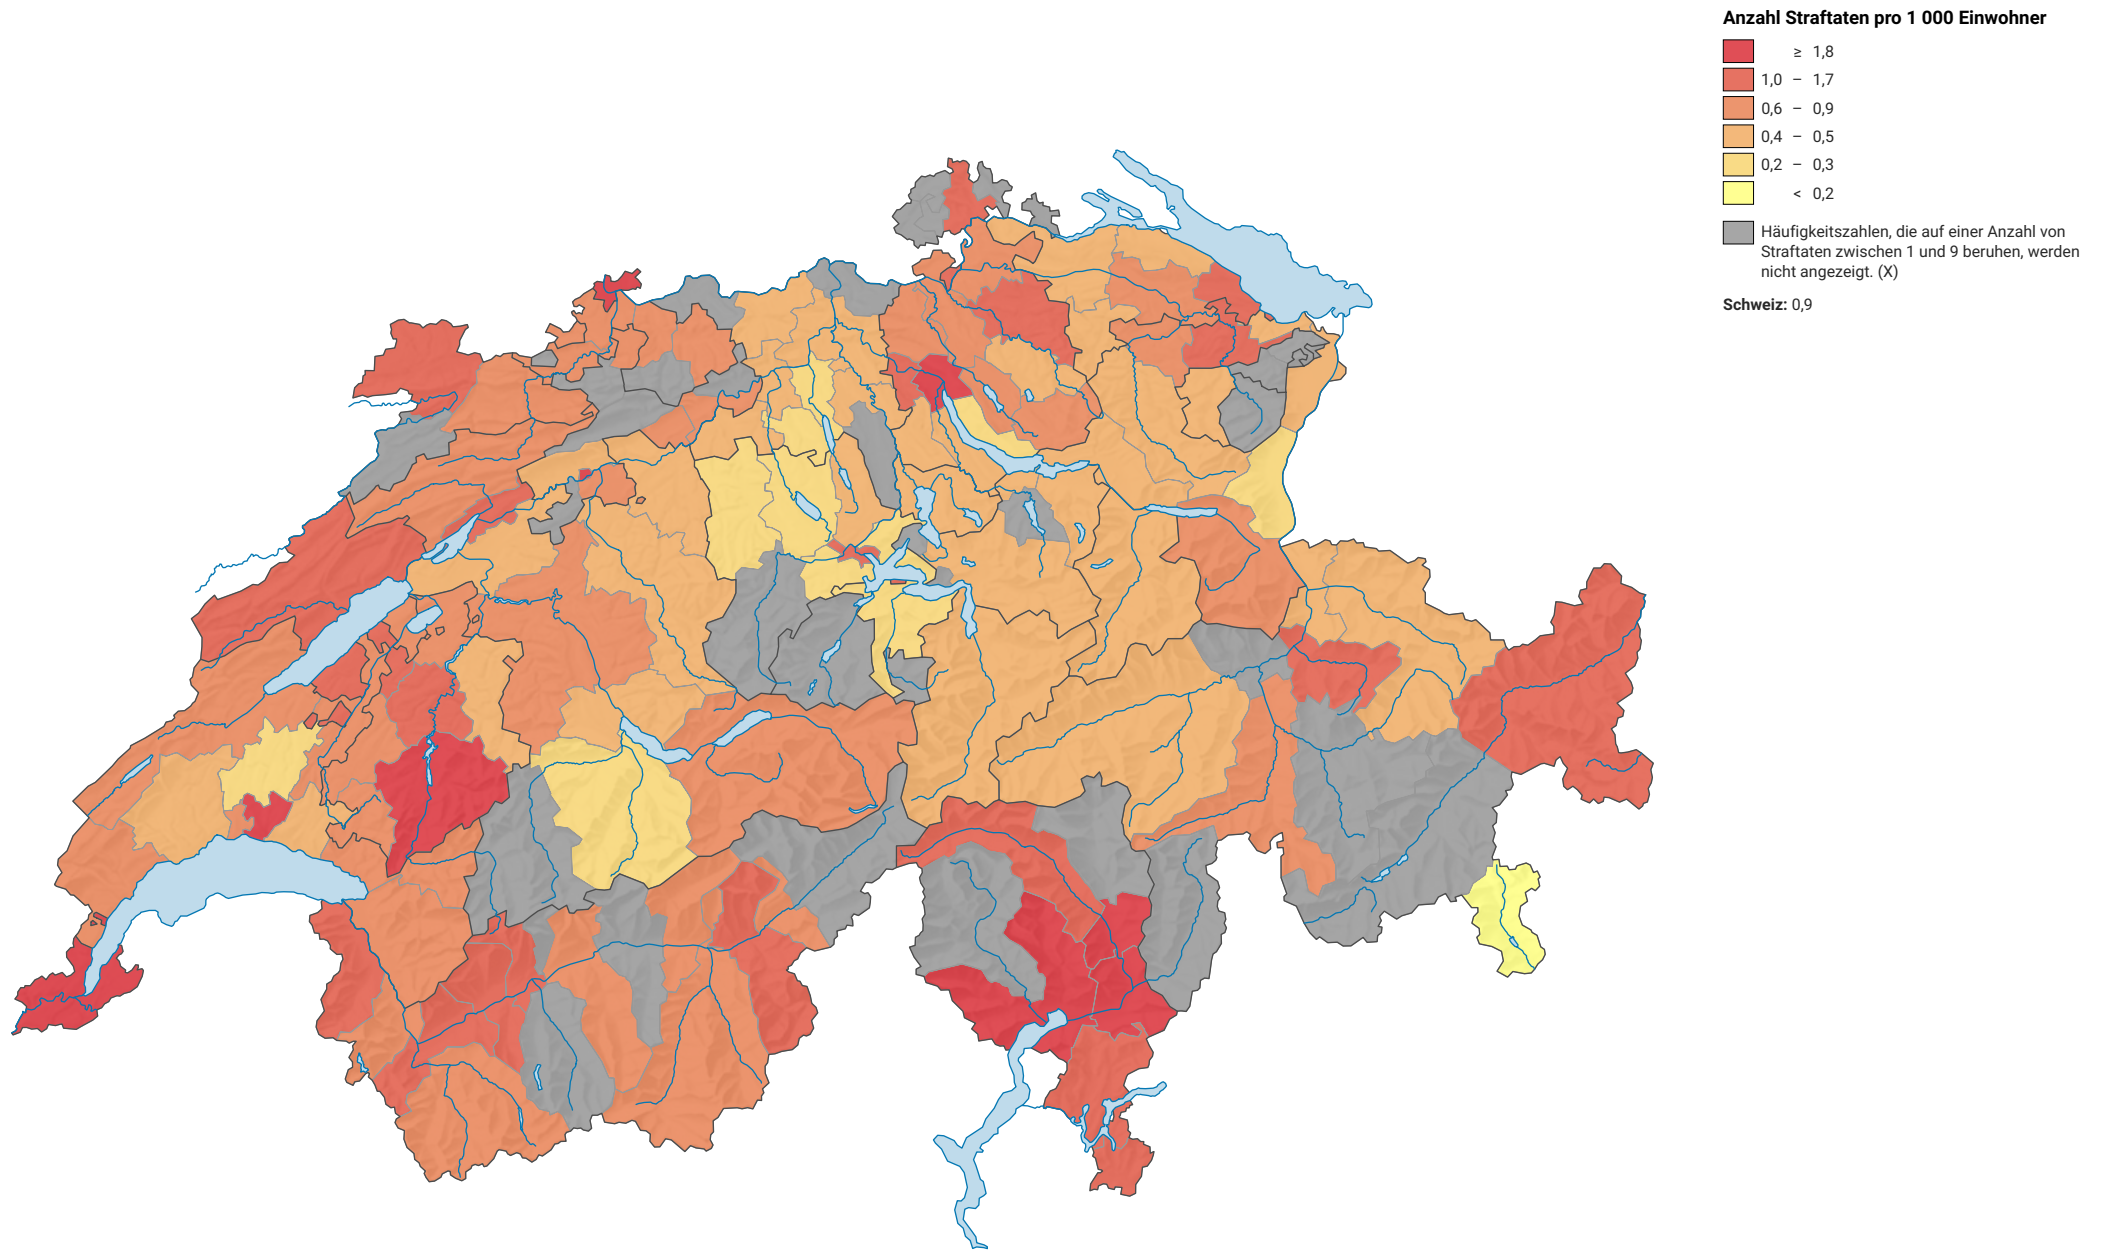 Anzahl Straftaten pro 1 000 Einwohner
≥ 1,8
1,0 – 1,7
0,6 – 0,9
0,4 – 0,5
0,2 – 0,3
< 0,2
Häufigkeitszahlen, die auf einer Anzahl von
Straftaten zwischen 1 und 9 beruhen, werden
nicht angezeigt. (X)
Schweiz: 0,9